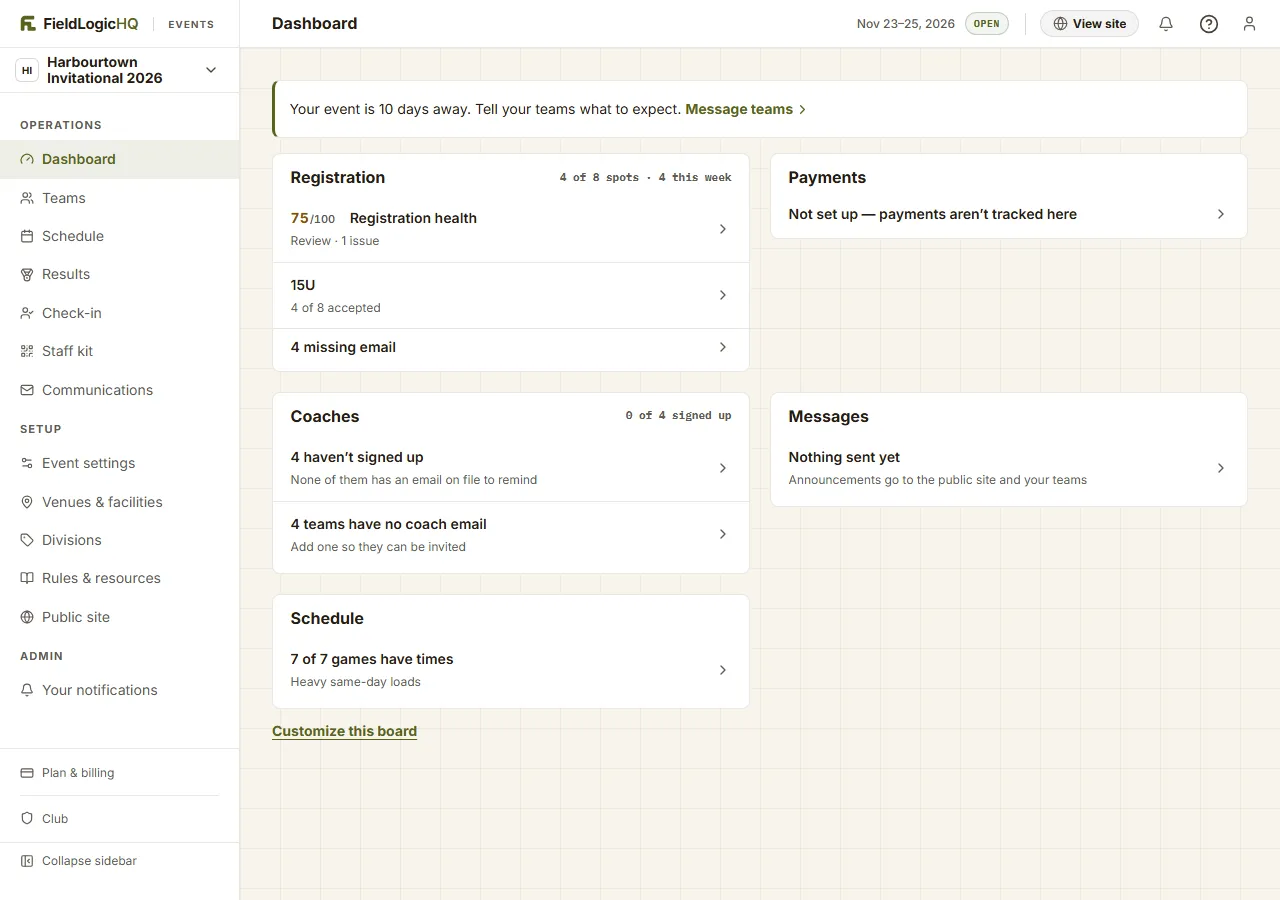 FieldLogicHQ EVENTS
Dashboard
Nov 23–25, 2026 OPEN
View site
HI
Harbourtown
Invitational 2026
OPERATIONS
Dashboard
Teams
Schedule
Results
Check-in
Staff kit
Communications
SETUP
Event settings
Venues & facilities
Divisions
Rules & resources
Public site
ADMIN
Your notifications
Plan & billing
Club
Collapse sidebar
Your event is 10 days away. Tell your teams what to expect. Message teams
Registration
4 of 8 spots · 4 this week
75/100 Registration health
Review · 1 issue
15U
4 of 8 accepted
4 missing email
Payments
Not set up — payments aren’t tracked here
Coaches
0 of 4 signed up
4 haven’t signed up
None of them has an email on file to remind
4 teams have no coach email
Add one so they can be invited
Messages
Nothing sent yet
Announcements go to the public site and your teams
Schedule
7 of 7 games have times
Heavy same-day loads
Customize this board